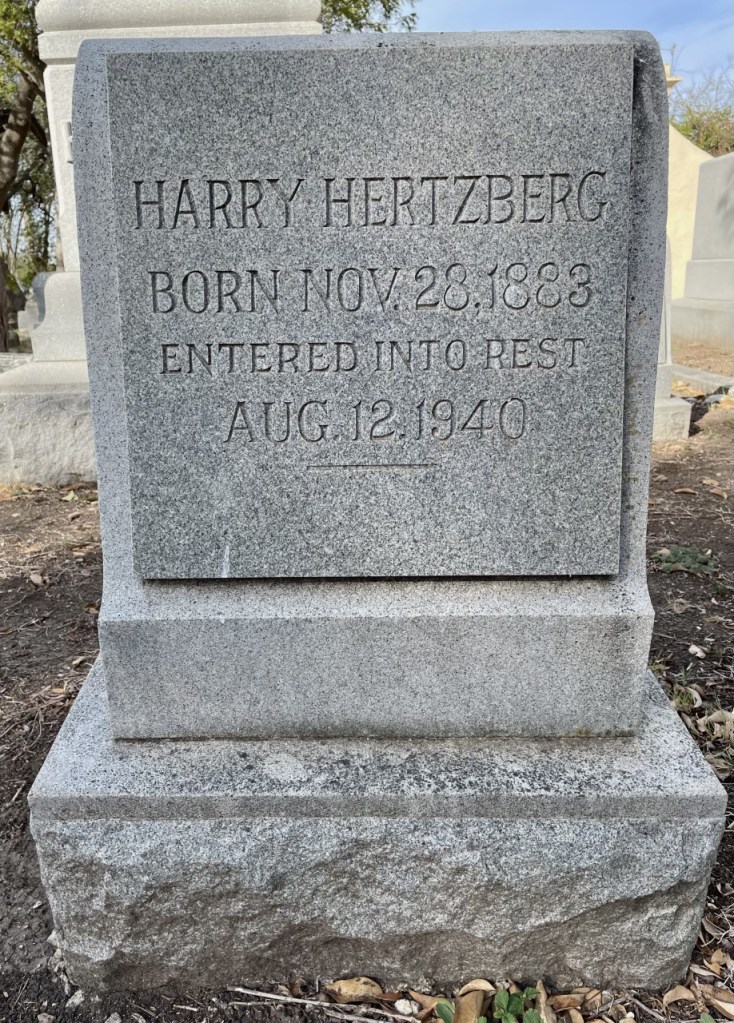 HARRY HERTZBERG
BORN NOV. 28, 1883
ENTERED INTO REST
AUG. 12. 1940